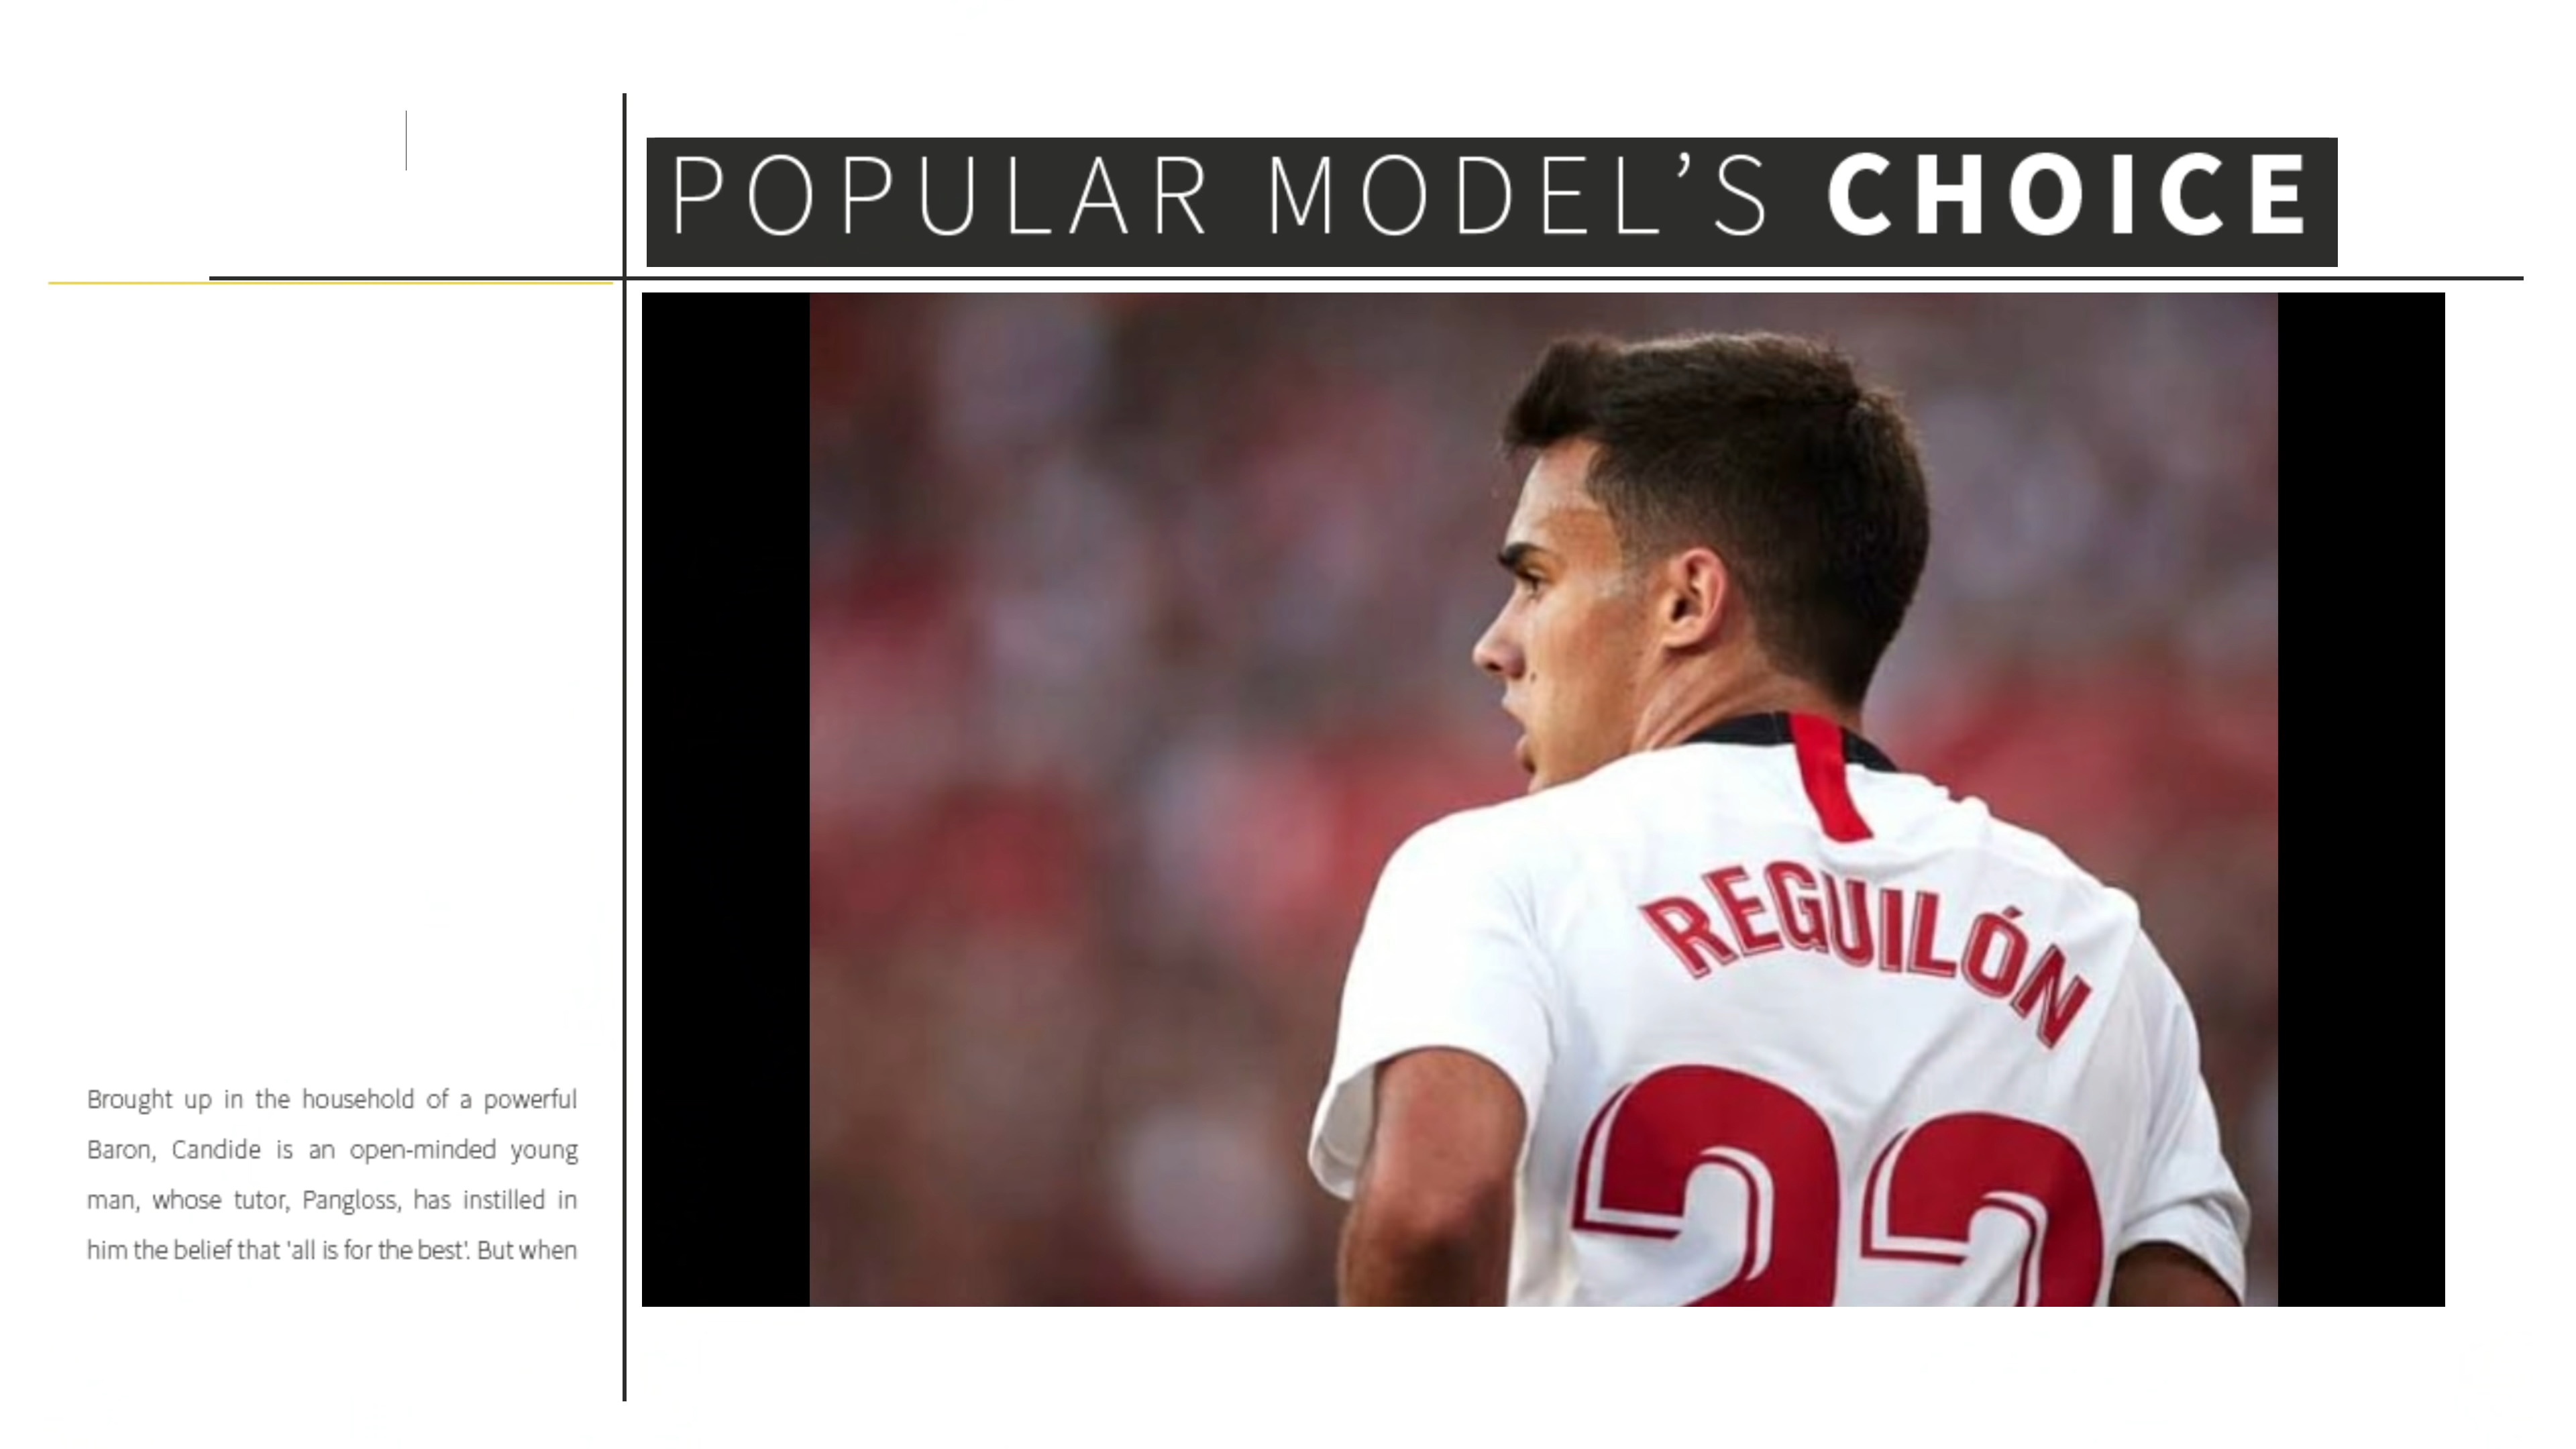 POPULAR MODEL’S CHOICE
REGUILÓN
22
Brought up in the household of a powerful
Baron, Candide is an open-minded young
man, whose tutor, Pangloss, has instilled in
him the belief that 'all is for the best'. But when